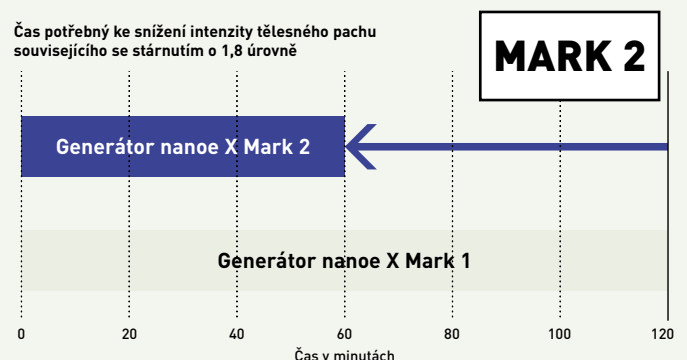 Čas potřebný ke snížení intenzity tělesného pachu
souvisejícího se stárnutím o 1,8 úrovně
MARK 2
Generátor nanoe X Mark 2
Generátor nanoe X Mark 1
0 20 40 60 80 100 120
Čas v minutách